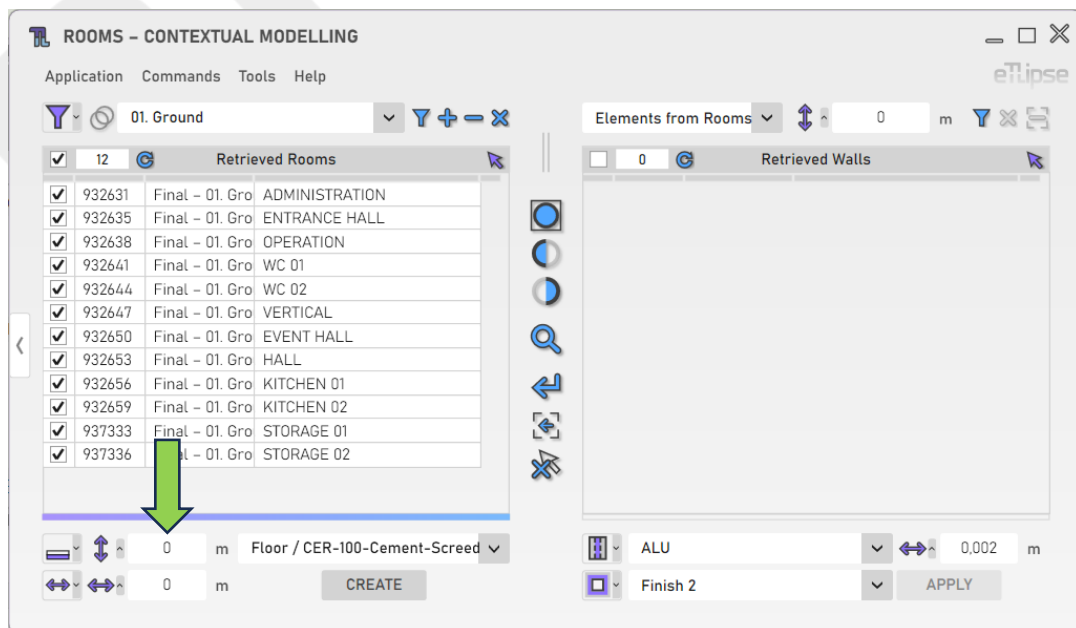 ROOMS – CONTEXTUAL MODELLING
Application Commands Tools Help
eTLipse
01. Ground
Elements from Rooms 0 m
12 Retrieved Rooms
0 Retrieved Walls
932631 Final – 01. Gro ADMINISTRATION
932635 Final – 01. Gro ENTRANCE HALL
932638 Final – 01. Gro OPERATION
932641 Final – 01. Gro WC 01
932644 Final – 01. Gro WC 02
932647 Final – 01. Gro VERTICAL
932650 Final – 01. Gro EVENT HALL
932653 Final – 01. Gro HALL
932656 Final – 01. Gro KITCHEN 01
932659 Final – 01. Gro KITCHEN 02
937333 Final – 01. Gro STORAGE 01
937336 al – 01. Gro STORAGE 02
0 m Floor / CER-100-Cement-Screed
ALU 0,002 m
0 m CREATE
Finish 2 APPLY